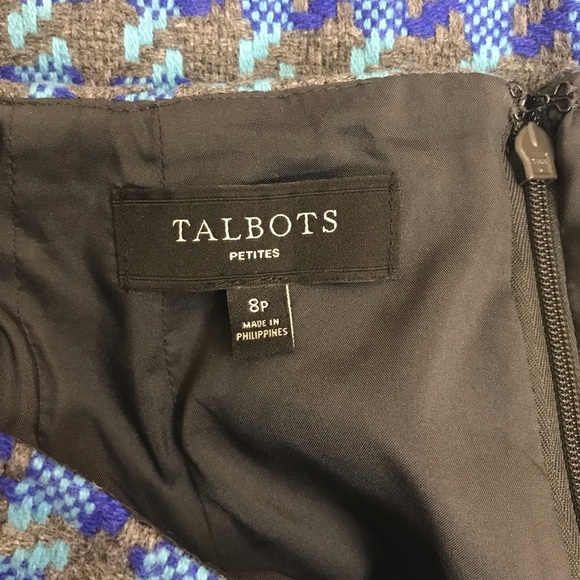 TALBOTS
PETITES
8P
MADE IN
PHILIPPINES